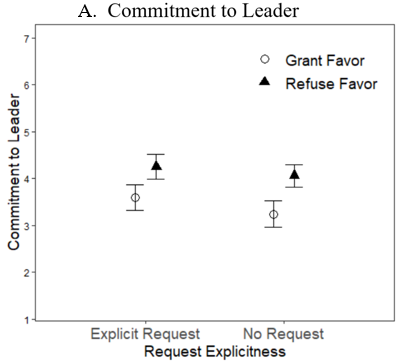 A. Commitment to Leader
7
6
5
4
3
2
1
Commitment to Leader
Grant Favor
Refuse Favor
Explicit Request
No Request
Request Explicitness